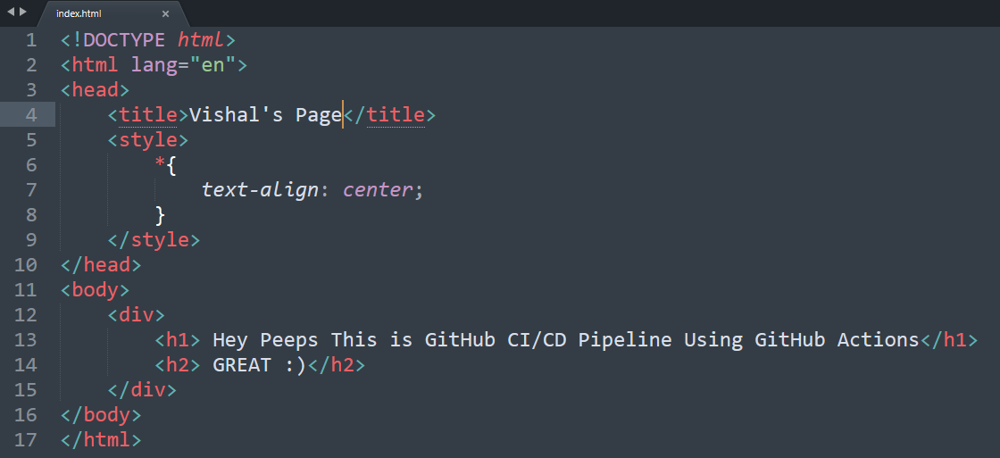 index.html ×
1 <!DOCTYPE html>
2 <html lang="en">
3 <head>
4     <title>Vishal's Page</title>
5     <style>
6         *{
7             text-align: center;
8         }
9     </style>
10 </head>
11 <body>
12     <div>
13         <h1> Hey Peeps This is GitHub CI/CD Pipeline Using GitHub Actions</h1>
14         <h2> GREAT :)</h2>
15     </div>
16 </body>
17 </html>